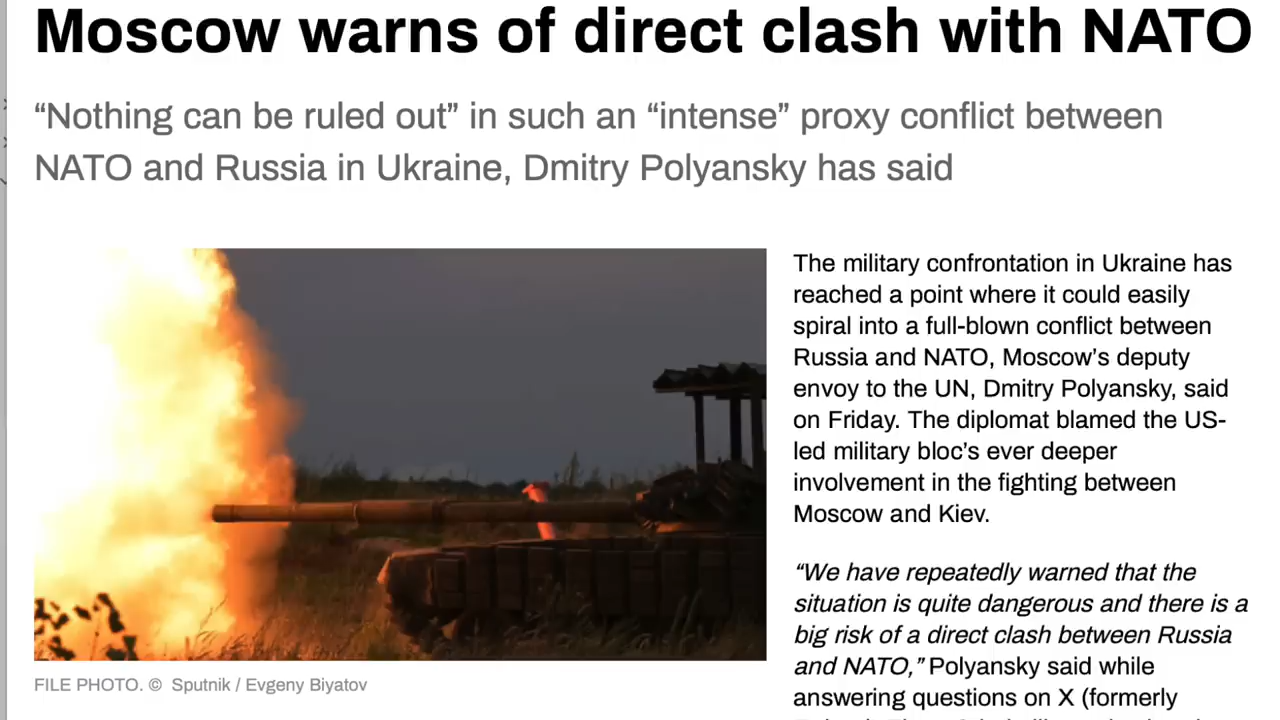 Moscow warns of direct clash with NATO
“Nothing can be ruled out” in such an “intense” proxy conflict between
NATO and Russia in Ukraine, Dmitry Polyansky has said
The military confrontation in Ukraine has
reached a point where it could easily
spiral into a full-blown conflict between
Russia and NATO, Moscow’s deputy
envoy to the UN, Dmitry Polyansky, said
on Friday. The diplomat blamed the US-
led military bloc’s ever deeper
involvement in the fighting between
Moscow and Kiev.
“We have repeatedly warned that the
situation is quite dangerous and there is a
big risk of a direct clash between Russia
and NATO,” Polyansky said while
answering questions on X (formerly
FILE PHOTO. © Sputnik / Evgeny Biyatov